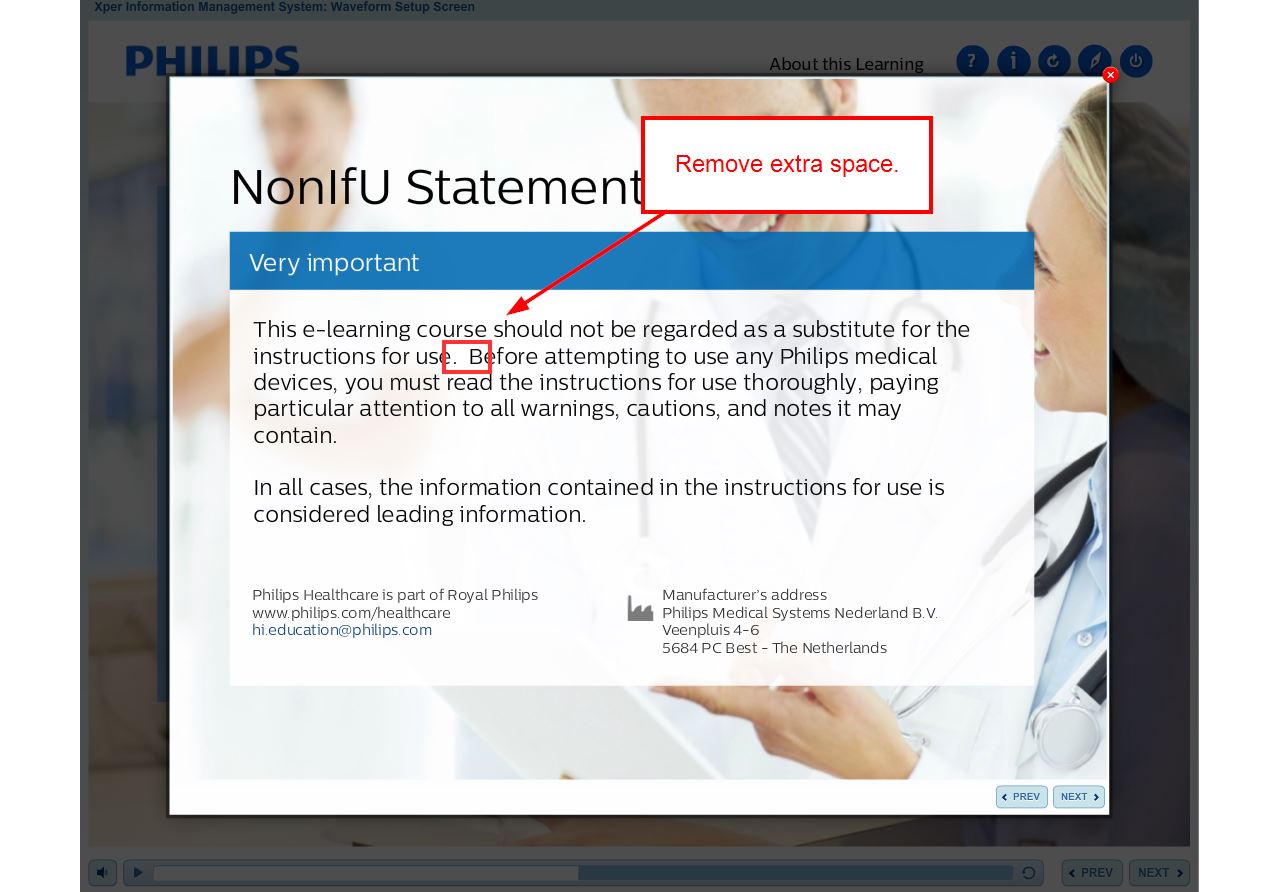 Xper Information Management System: Waveform Setup Screen
PHILIPS
About this Learning
? i
Remove extra space.
NonIfU Statement
Very important
This e-learning course should not be regarded as a substitute for the
instructions for use.  Before attempting to use any Philips medical
devices, you must read the instructions for use thoroughly, paying
particular attention to all warnings, cautions, and notes it may
contain.
In all cases, the information contained in the instructions for use is
considered leading information.
Philips Healthcare is part of Royal Philips
www.philips.com/healthcare
hi.education@philips.com
Manufacturer's address
Philips Medical Systems Nederland B.V.
Veenpluis 4-6
5684 PC Best - The Netherlands
PREV NEXT
PREV NEXT